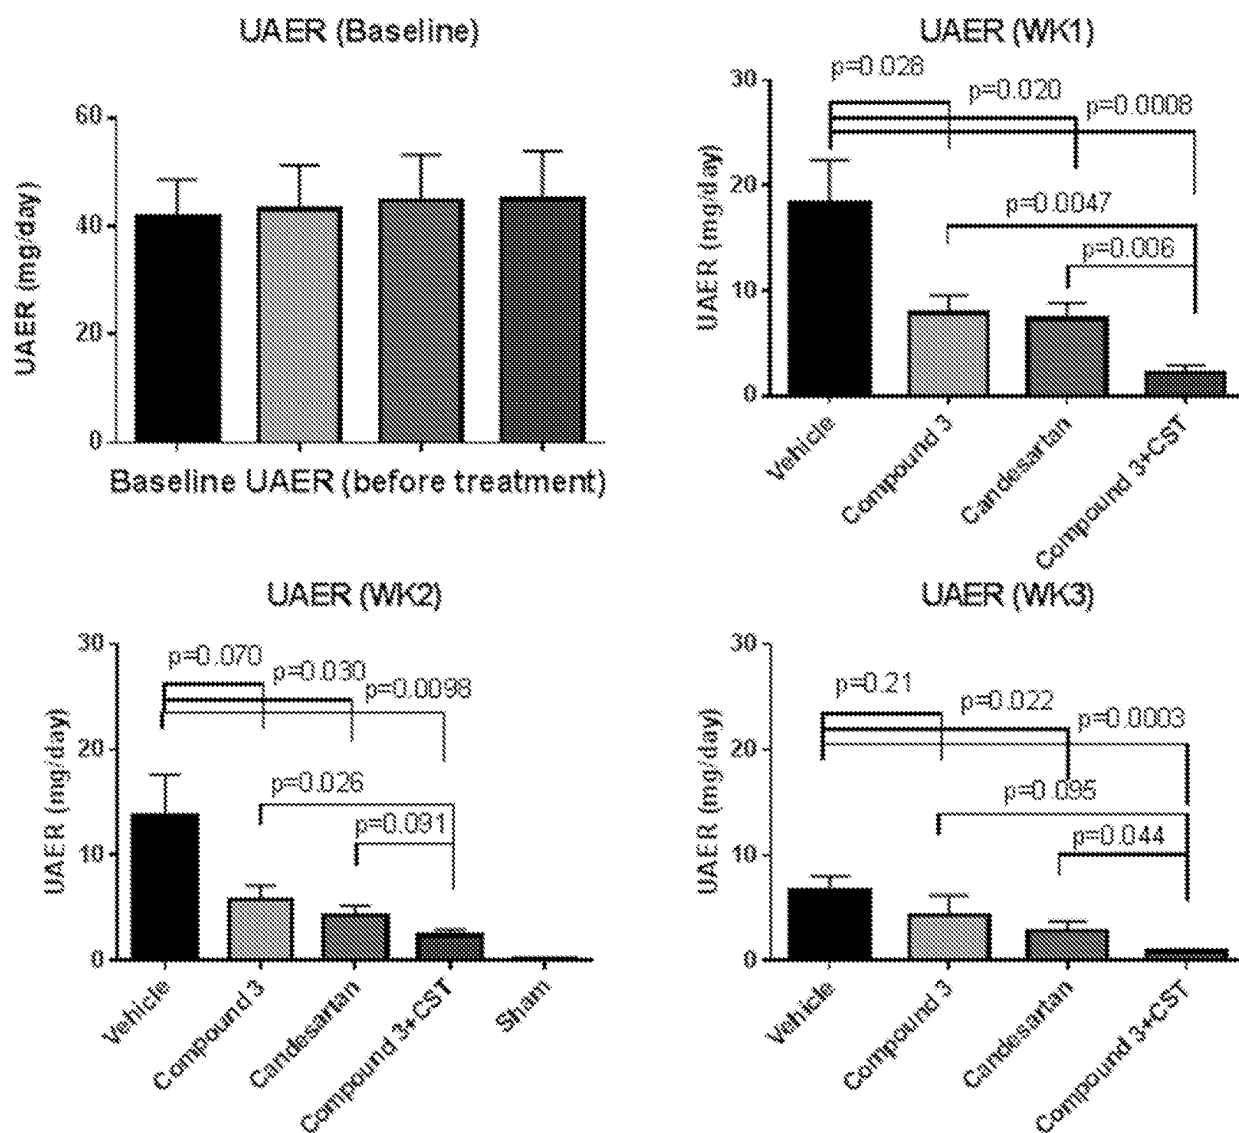 UAER (Baseline)
UAER (mg/day)
60
40
20
0
Baseline UAER (before treatment)
UAER (WK1)
UAER (mg/day)
30
20
10
0
p=0.028
p=0.020
p=0.0008
p=0.0047
p=0.006
Vehicle
Compound 3
Candesartan
Compound 3+CST
UAER (WK2)
UAER (mg/day)
30
20
10
0
p=0.070
p=0.030
p=0.0098
p=0.026
p=0.091
Vehicle
Compound 3
Candesartan
Compound 3+CST
Sham
UAER (WK3)
UAER (mg/day)
30
20
10
0
p=0.21
p=0.022
p=0.0003
p=0.095
p=0.044
Vehicle
Compound 3
Candesartan
Compound 3+CST